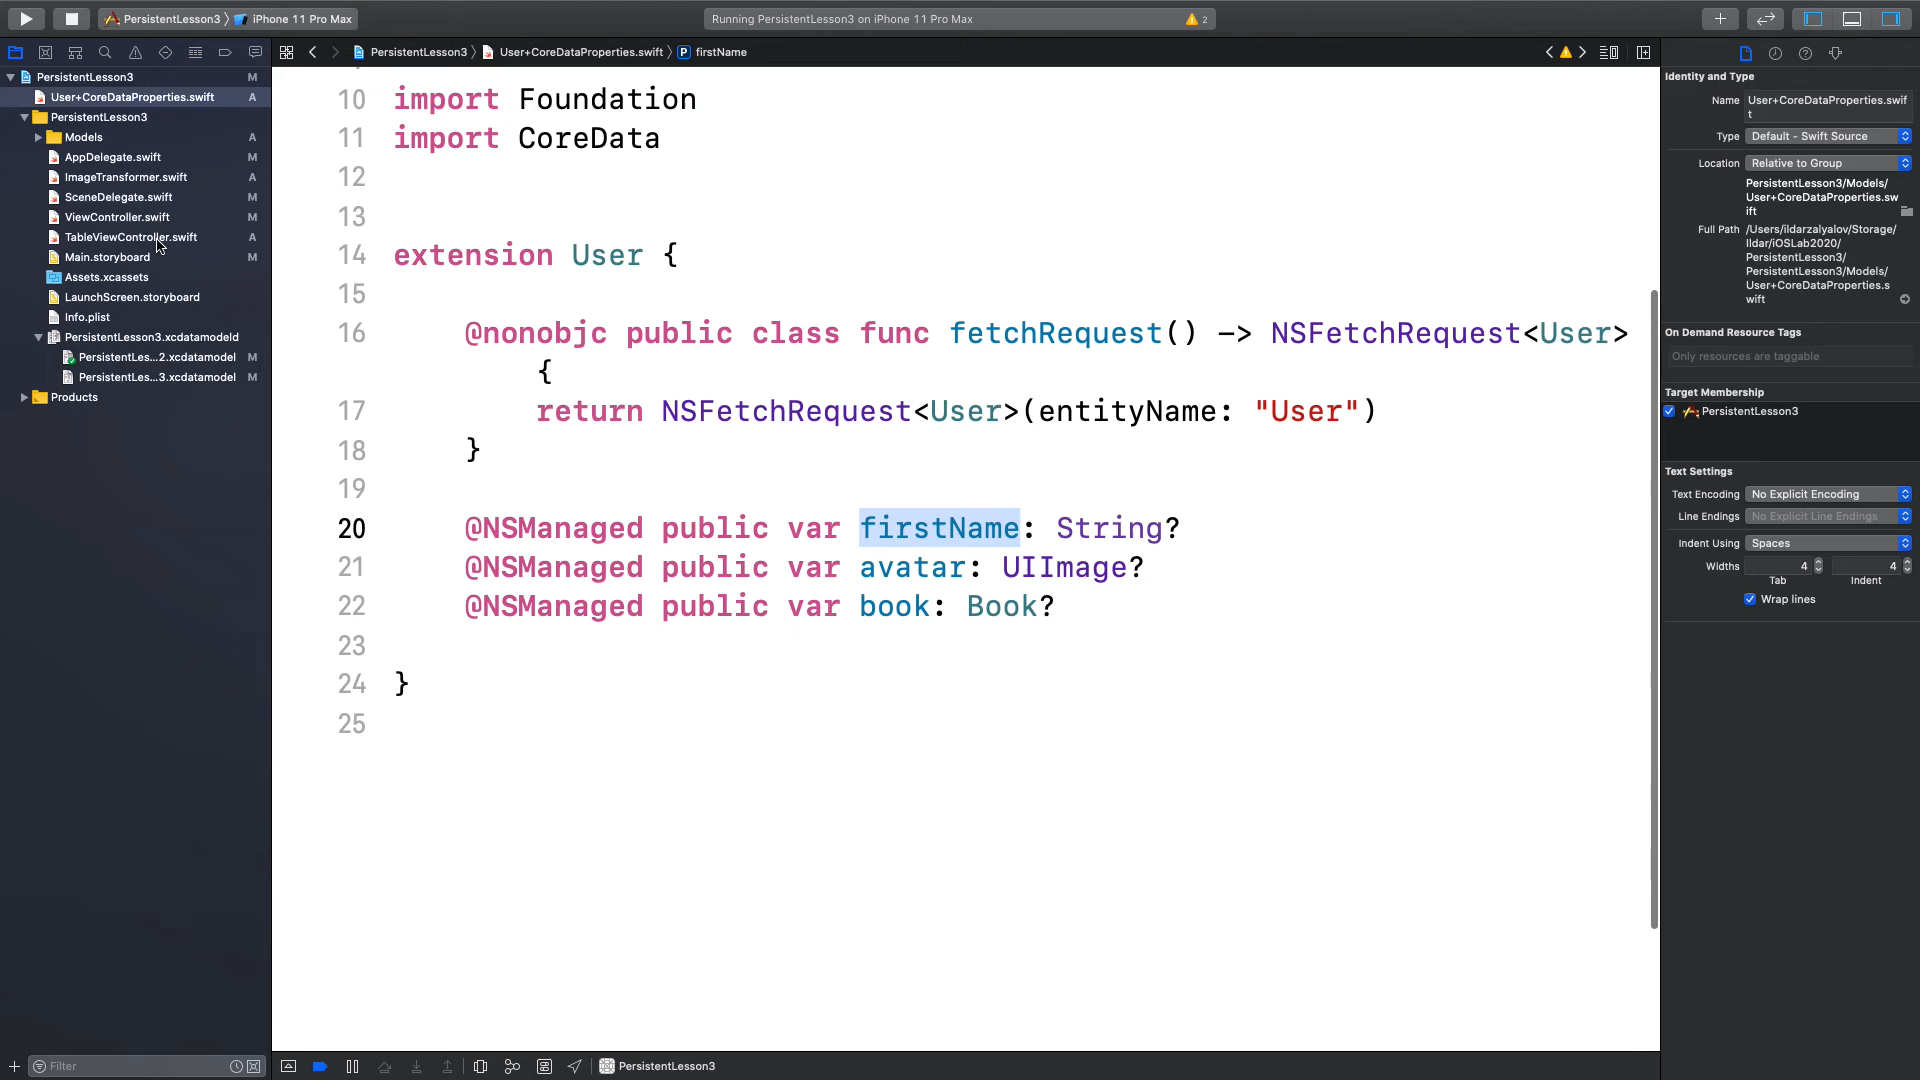 PersistentLesson3 〉 iPhone 11 Pro Max
Running PersistentLesson3 on iPhone 11 Pro Max
2
PersistentLesson3 〉 User+CoreDataProperties.swift 〉 P firstName
PersistentLesson3 M
User+CoreDataProperties.swift A
PersistentLesson3
Models A
AppDelegate.swift M
ImageTransformer.swift A
SceneDelegate.swift M
ViewController.swift M
TableViewController.swift A
Main.storyboard M
Assets.xcassets
LaunchScreen.storyboard
Info.plist
PersistentLesson3.xcdatamodeld
PersistentLes...2.xcdatamodel M
PersistentLes...3.xcdatamodel M
Products
Filter
10 import Foundation
11 import CoreData
12
13
14 extension User {
15
16 @nonobjc public class func fetchRequest() -> NSFetchRequest<User>
{
17 return NSFetchRequest<User>(entityName: "User")
18 }
19
20 @NSManaged public var firstName: String?
21 @NSManaged public var avatar: UIImage?
22 @NSManaged public var book: Book?
23
24 }
25
PersistentLesson3
Identity and Type
Name User+CoreDataProperties.swif
t
Type Default - Swift Source
Location Relative to Group
PersistentLesson3/Models/
User+CoreDataProperties.sw
ift
Full Path /Users/ildarzalyalov/Storage/
Ildar/iOSLab2020/
PersistentLesson3/
PersistentLesson3/Models/
User+CoreDataProperties.s
wift
On Demand Resource Tags
Only resources are taggable
Target Membership
PersistentLesson3
Text Settings
Text Encoding No Explicit Encoding
Line Endings No Explicit Line Endings
Indent Using Spaces
Widths 4 4
Tab Indent
Wrap lines